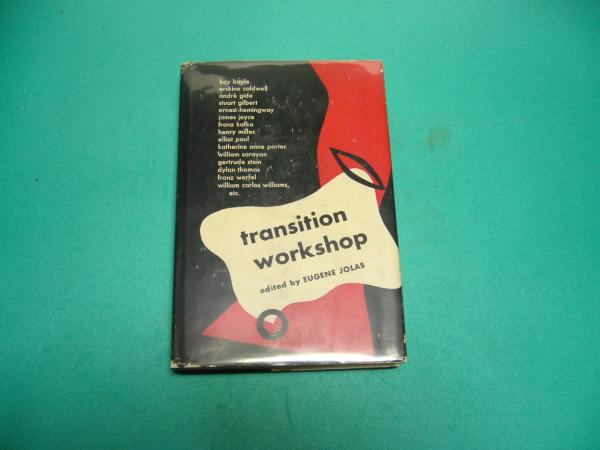 kay boyle
erskine caldwell
andré gide
stuart gilbert
ernest hemingway
james joyce
franz kafka
henry miller
elliot paul
katherine anne porter
william saroyan
gertrude stein
dylan thomas
franz werfel
william carlos williams,
etc.
transition
workshop
edited by EUGENE JOLAS